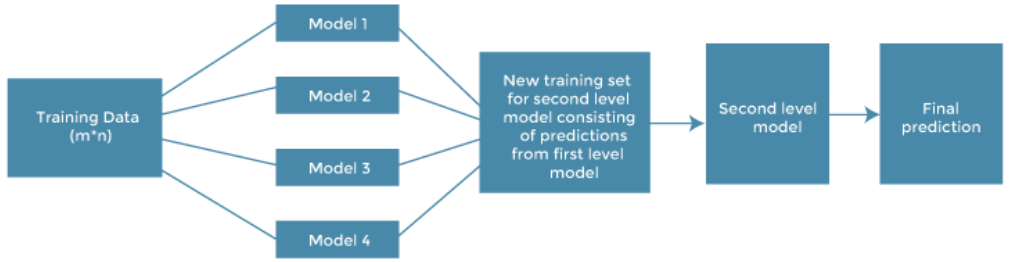 Training Data
(m*n)
Model 1
Model 2
Model 3
Model 4
New training set
for second level
model consisting
of predictions
from first level
model
Second level
model
Final
prediction